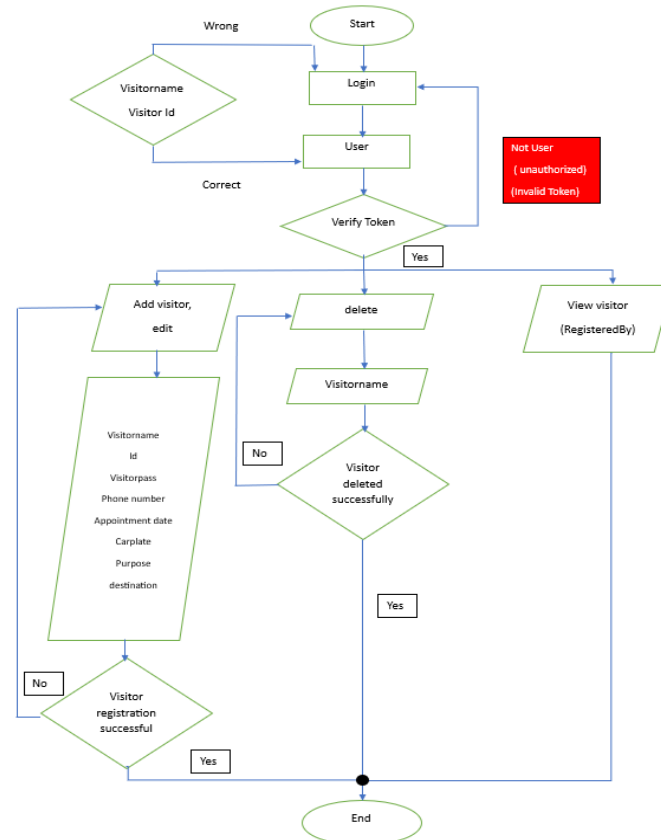 Wrong
Start
Visitorname
Visitor Id
Login
User
Not User
( unauthorized}
{Invalid Token}
Correct
Verify Token
Yes
Add visitor,
edit
delete
View visitor
(RegisteredBy)
Visitorname
Id
Visitorpass
Phone number
Appointment date
Carplate
Purpose
destination
Visitorname
No
Visitor
deleted
successfully
Yes
No
Visitor
registration
successful
Yes
End